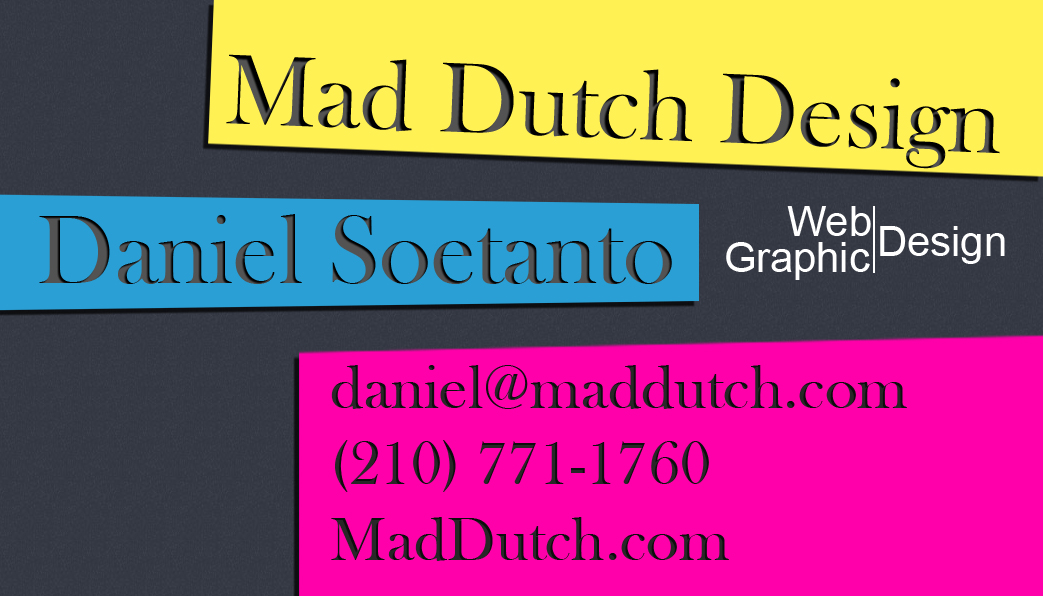 Mad Dutch Design
Daniel Soetanto
Web
Graphic
Design
daniel@maddutch.com
(210) 771-1760
MadDutch.com